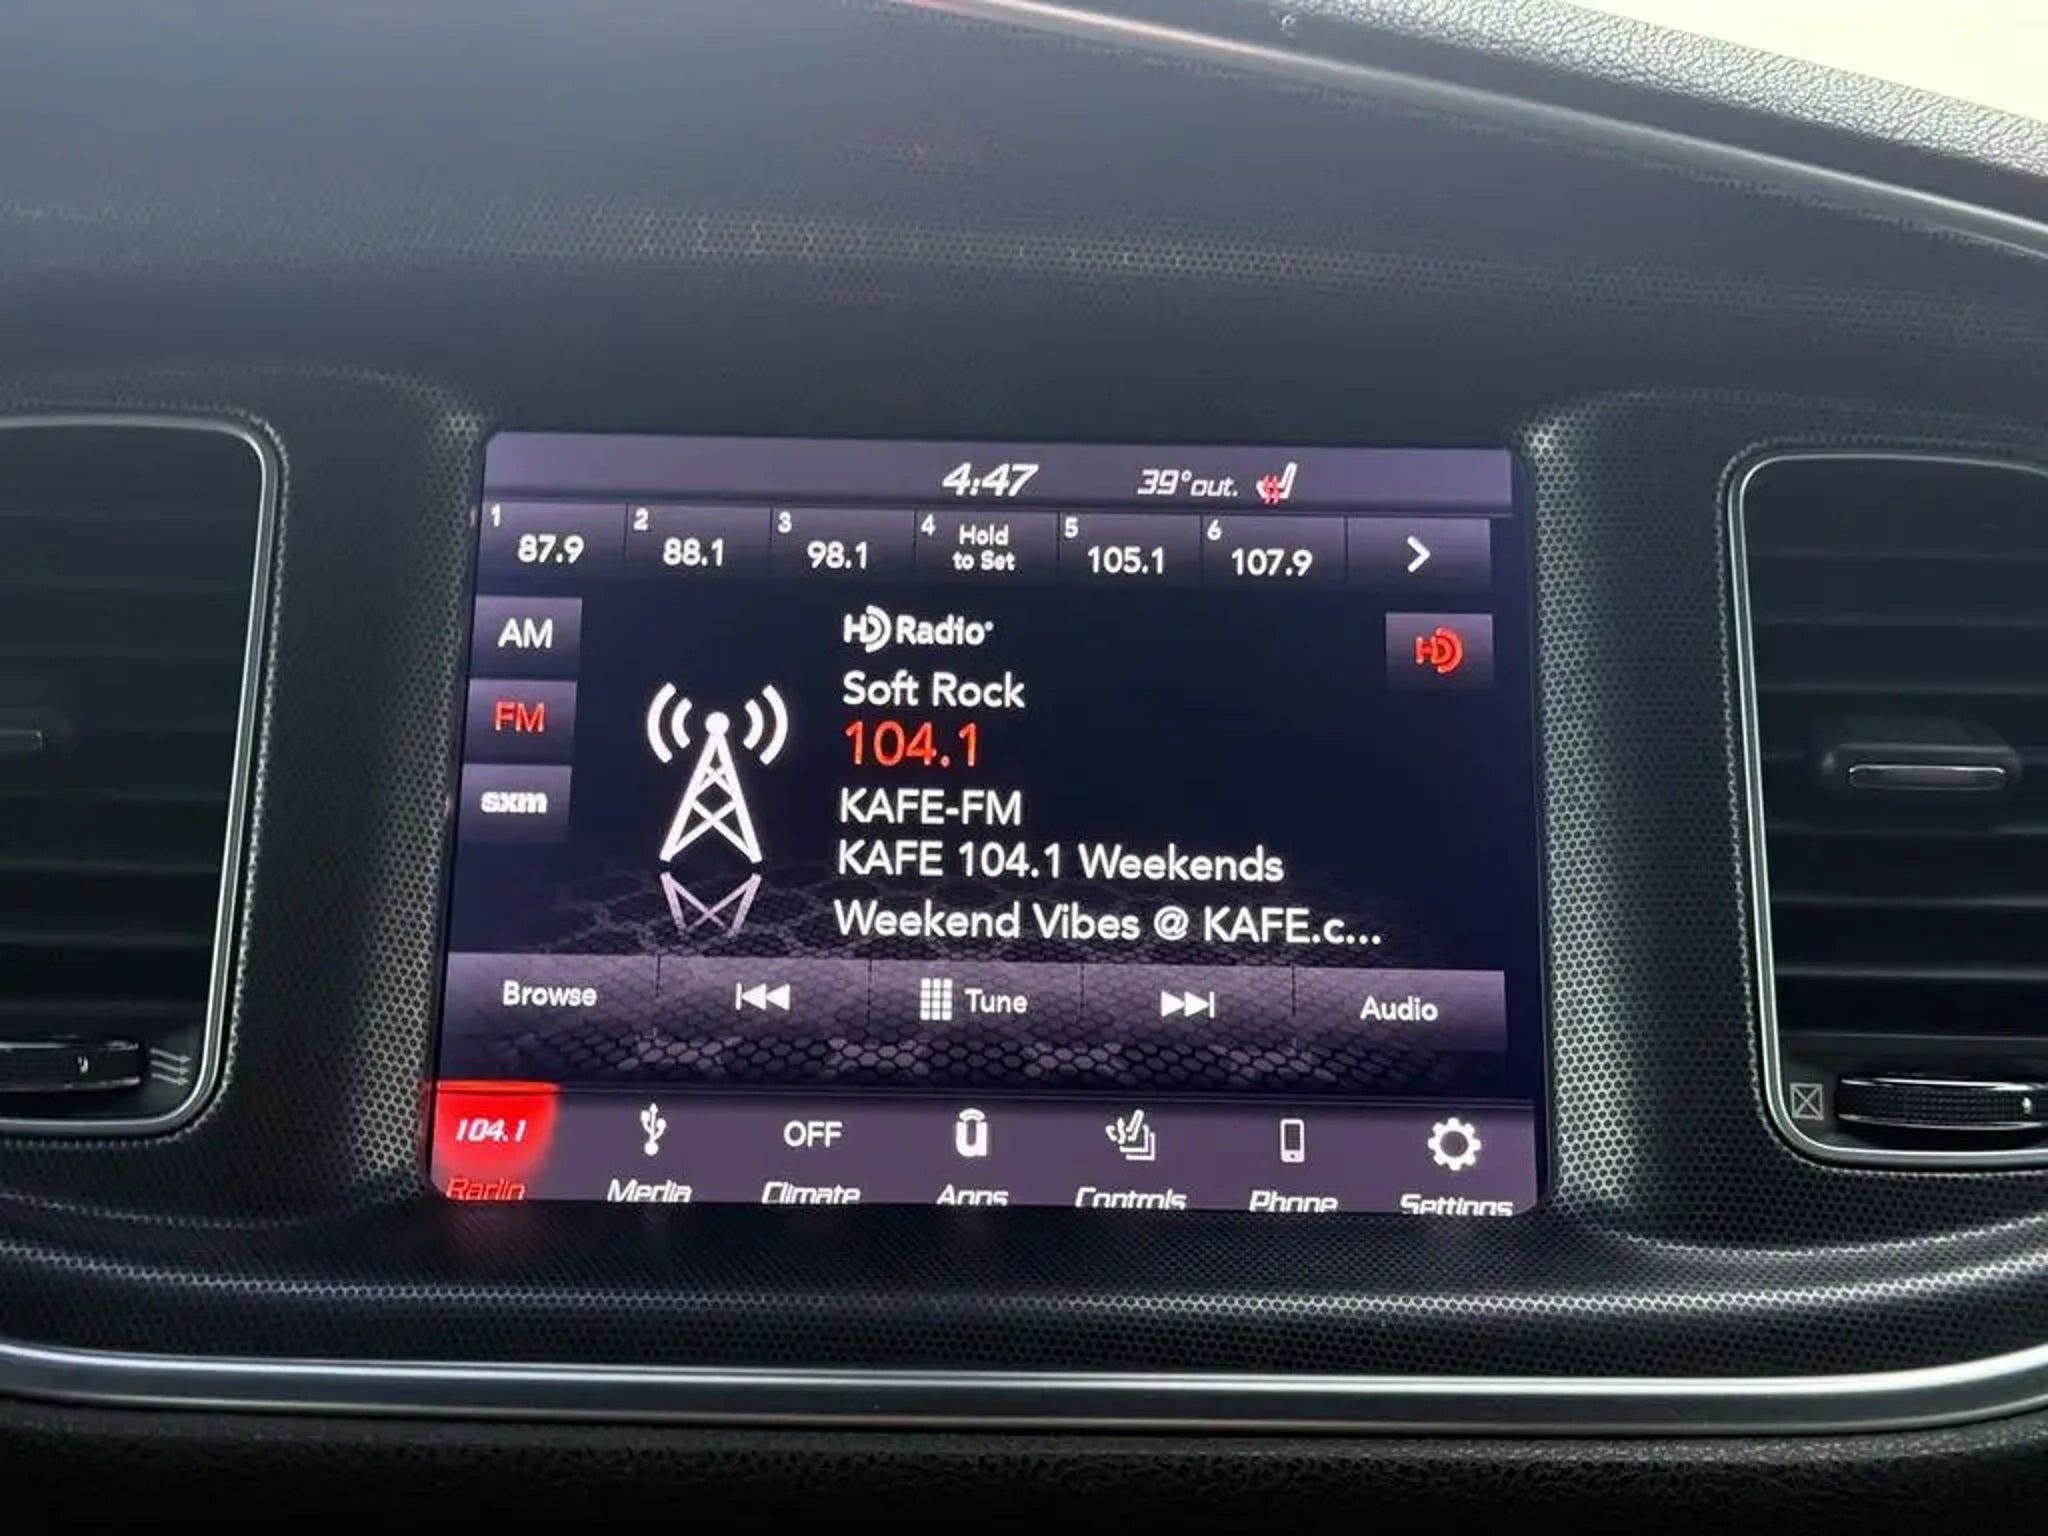 4:47 39°out.
1 2 3 4 5 6
87.9 88.1 98.1 Hold to Set 105.1 107.9
AM
FM
sxm
HD Radio
HD
Soft Rock
104.1
KAFE-FM
KAFE 104.1 Weekends
Weekend Vibes @ KAFE.c...
Browse Tune Audio
104.1 OFF
Radio Media Climate Apps Controls Phone Settings